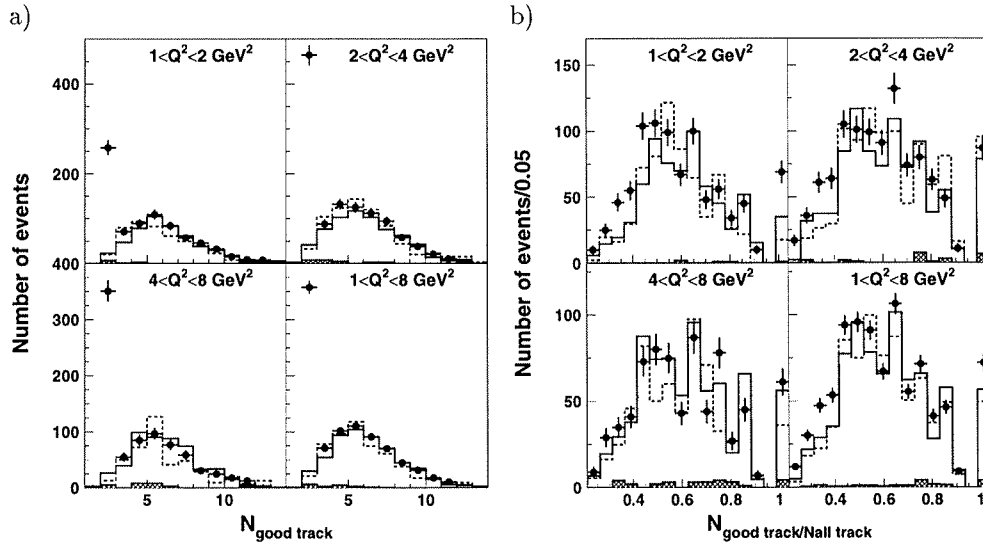 a)
b)
Number of events
1<Q²<2 GeV²
2<Q²<4 GeV²
400
200
400
4<Q²<8 GeV²
1<Q²<8 GeV²
300
200
100
0
5
10
5
10
N good track
Number of events/0.05
1<Q²<2 GeV²
2<Q²<4 GeV²
150
100
50
0
4<Q²<8 GeV²
1<Q²<8 GeV²
100
50
0
0.4
0.6
0.8
1
0.4
0.6
0.8
1
N good track/Nall track